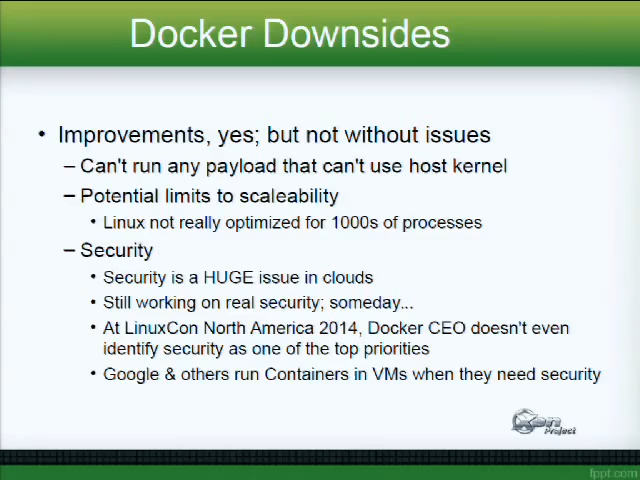 Docker Downsides
• Improvements, yes; but not without issues
– Can't run any payload that can't use host kernel
– Potential limits to scaleability
• Linux not really optimized for 1000s of processes
– Security
• Security is a HUGE issue in clouds
• Still working on real security; someday...
• At LinuxCon North America 2014, Docker CEO doesn't even
identify security as one of the top priorities
• Google & others run Containers in VMs when they need security
Xen
Project
fppt.com